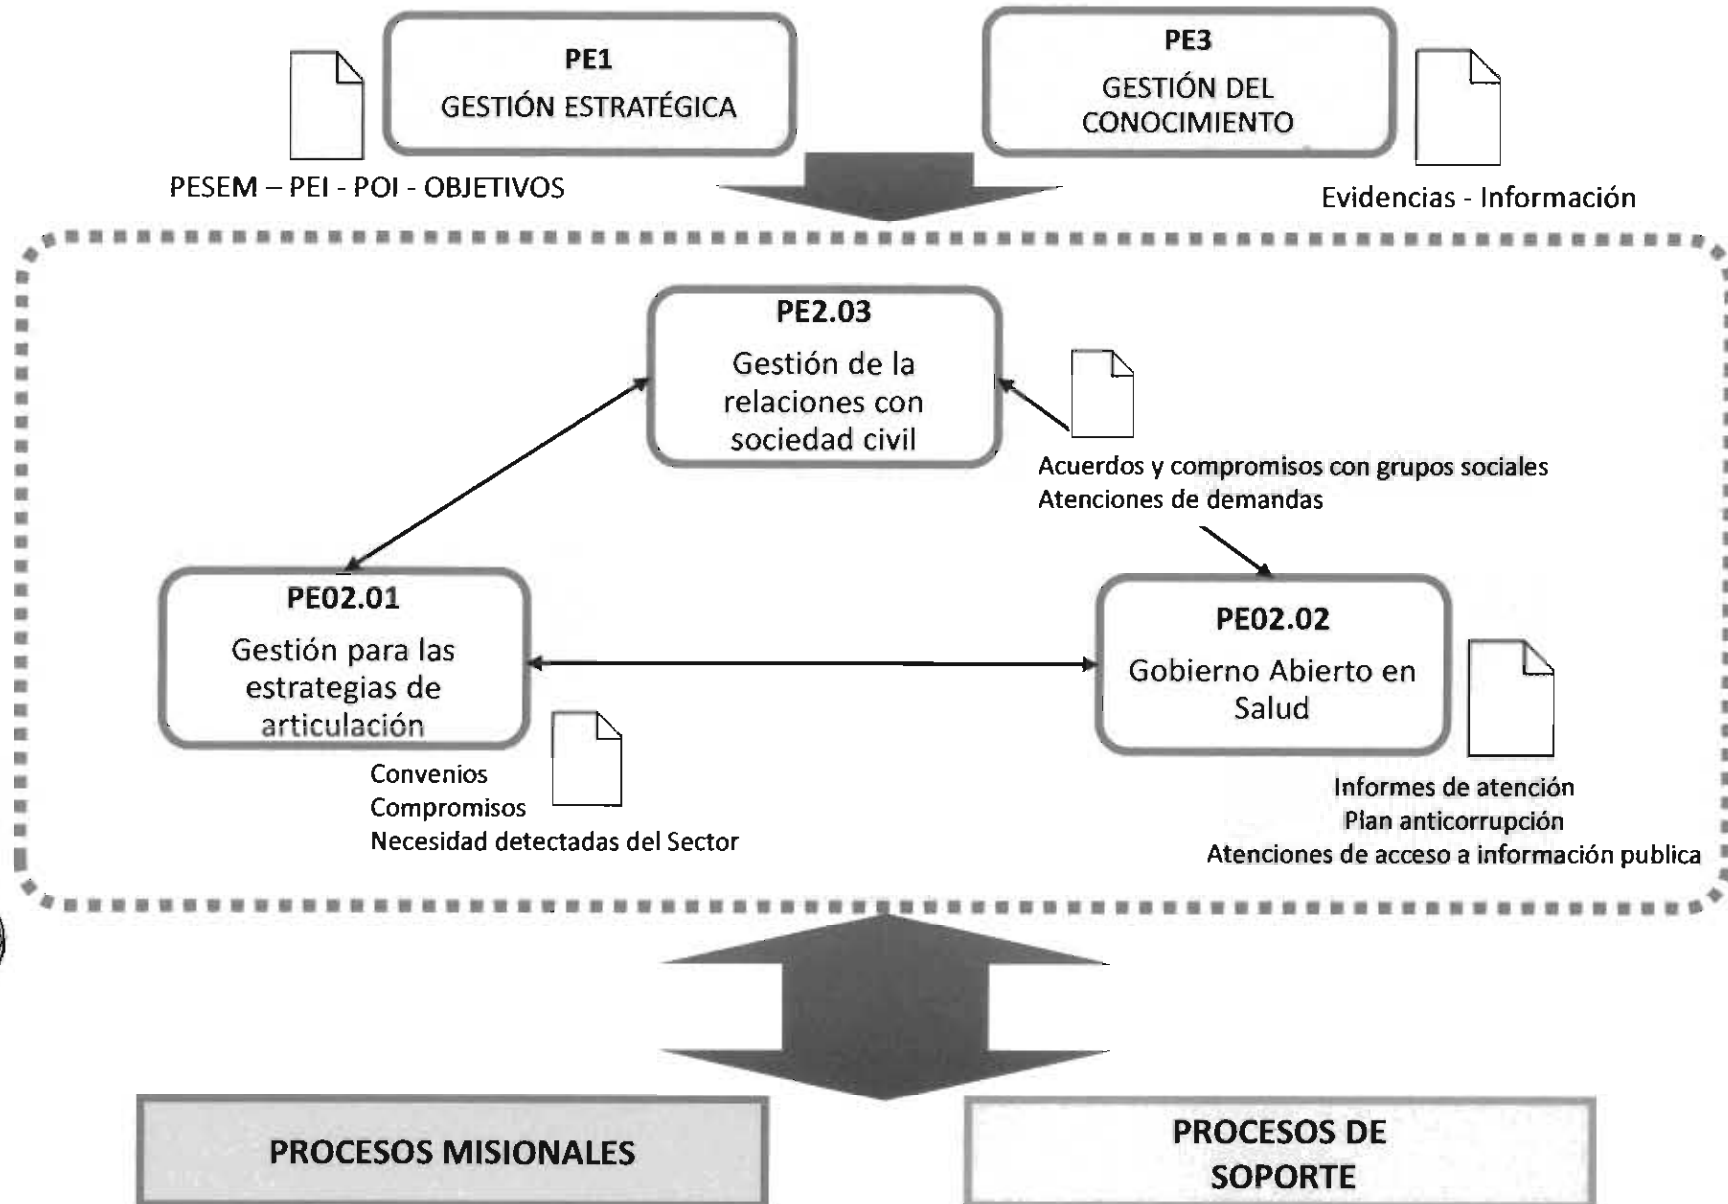 PE1
GESTIÓN ESTRATÉGICA
PE3
GESTIÓN DEL
CONOCIMIENTO
PESEM – PEI - POI - OBJETIVOS
Evidencias - Información
PE2.03
Gestión de la
relaciones con
sociedad civil
Acuerdos y compromisos con grupos sociales
Atenciones de demandas
PE02.01
Gestión para las
estrategias de
articulación
Convenios
Compromisos
Necesidad detectadas del Sector
PE02.02
Gobierno Abierto en
Salud
Informes de atención
Plan anticorrupción
Atenciones de acceso a información publica
PROCESOS MISIONALES
PROCESOS DE
SOPORTE